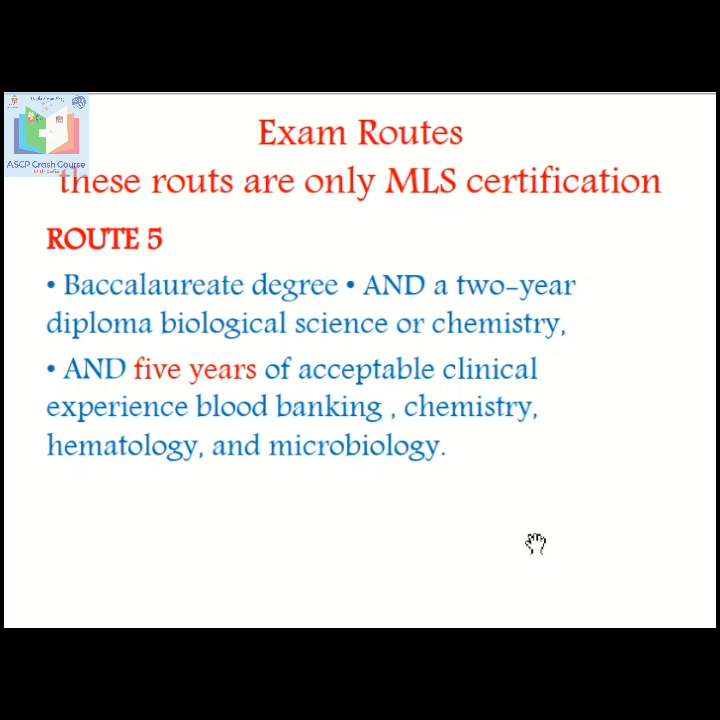 ASCP Crash Course
Exam Routes
these routs are only MLS certification
ROUTE 5
• Baccalaureate degree • AND a two-year
diploma biological science or chemistry,
• AND five years of acceptable clinical
experience blood banking , chemistry,
hematology, and microbiology.